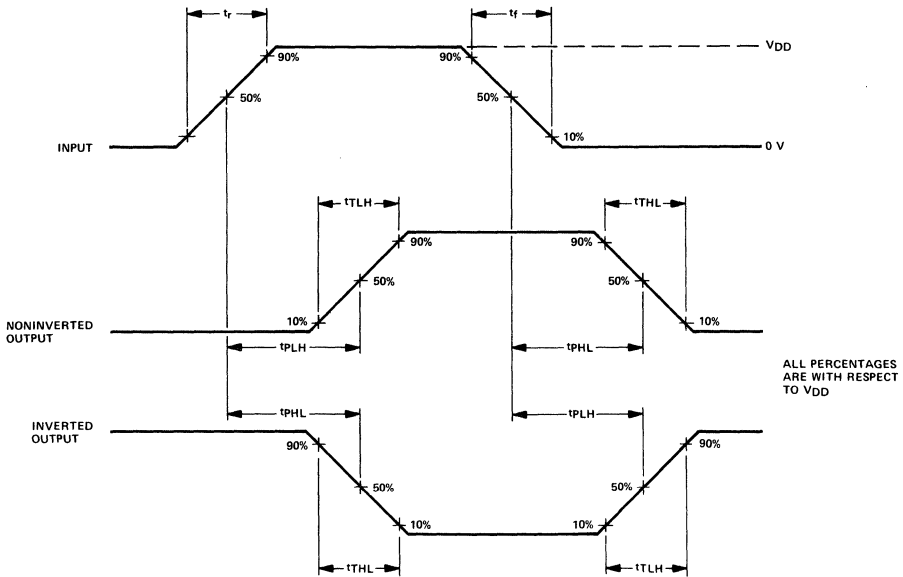 tr
tf
VDD
90%
90%
50%
50%
10%
INPUT
0 V
tTLH
tTHL
90%
90%
50%
50%
10%
10%
NONINVERTED
OUTPUT
tPLH
tPHL
ALL PERCENTAGES
ARE WITH RESPECT
TO VDD
tPHL
tPLH
INVERTED
OUTPUT
90%
90%
50%
50%
10%
10%
tTHL
tTLH